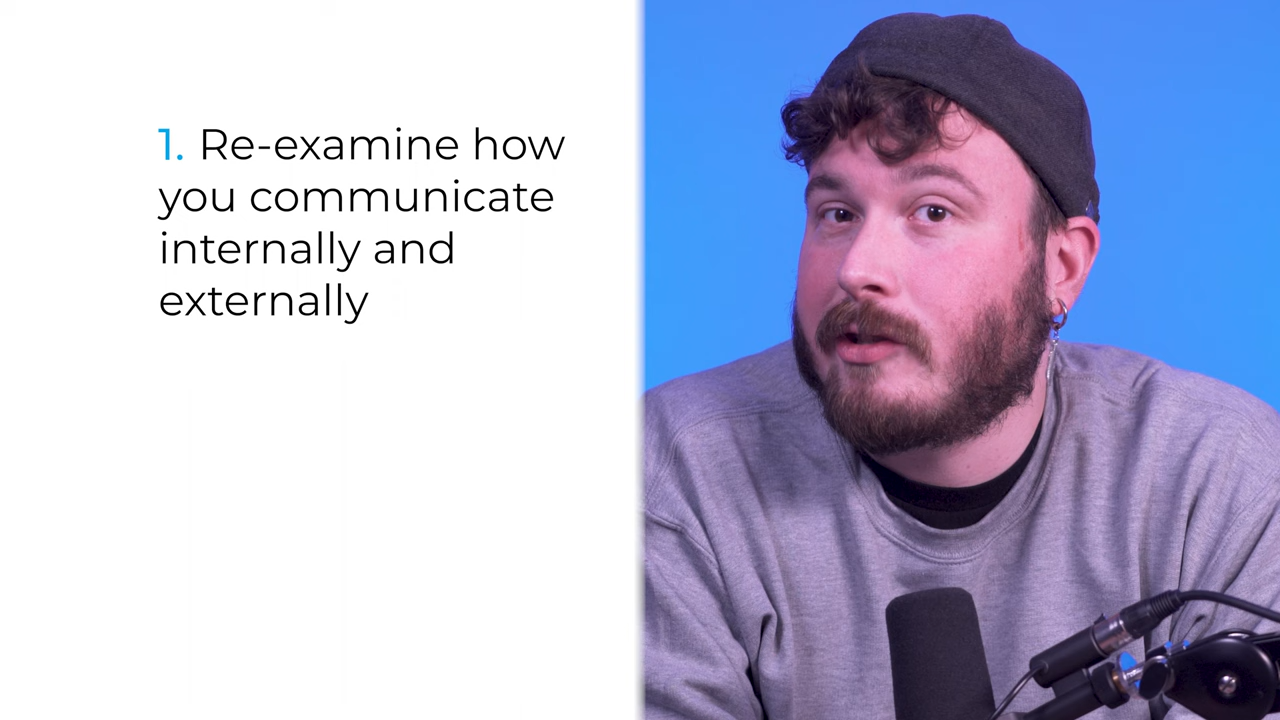 1. Re-examine how
you communicate
internally and
externally